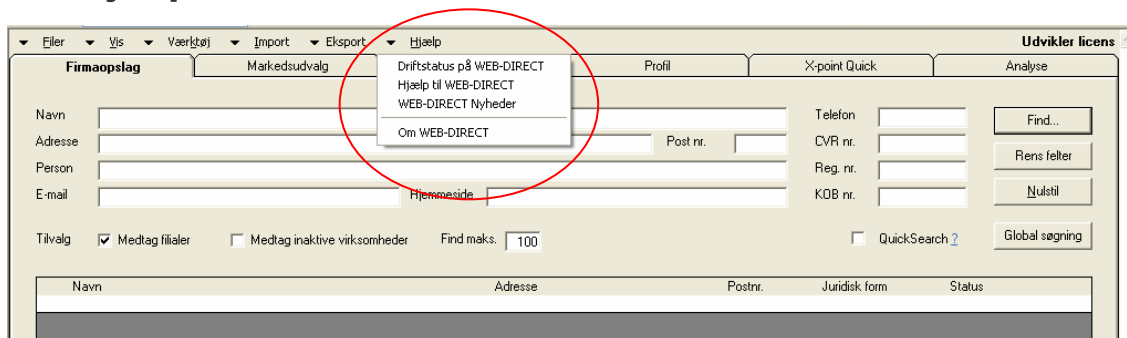 Filer Vis Værktøj Import Eksport Hjælp Udvikler licens
Firmaopslag Markedsudvalg Profil X-point Quick Analyse
Driftstatus på WEB-DIRECT
Hjælp til WEB-DIRECT
WEB-DIRECT Nyheder
Om WEB-DIRECT
Navn Telefon Find...
Adresse Post nr. CVR nr.
Rens felter
Person Reg. nr.
E-mail Hjemmeside KOB nr. Nulstil
Tilvalg Medtag filialer Medtag inaktive virksomheder Find maks. 100 QuickSearch ? Global søgning
Navn Adresse Postnr. Juridisk form Status